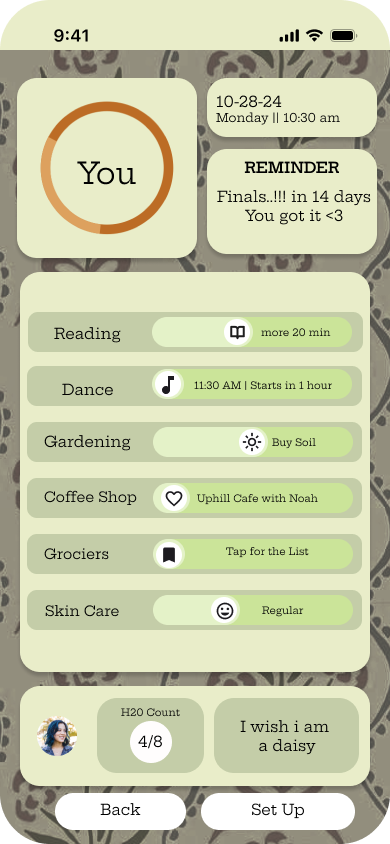 9:41
You
10-28-24
Monday || 10:30 am
REMINDER
Finals..!!! in 14 days
You got it <3
Reading
more 20 min
Dance
11:30 AM | Starts in 1 hour
Gardening
Buy Soil
Coffee Shop
Uphill Cafe with Noah
Grociers
Tap for the List
Skin Care
Regular
H20 Count
4/8
I wish i am
a daisy
Back
Set Up